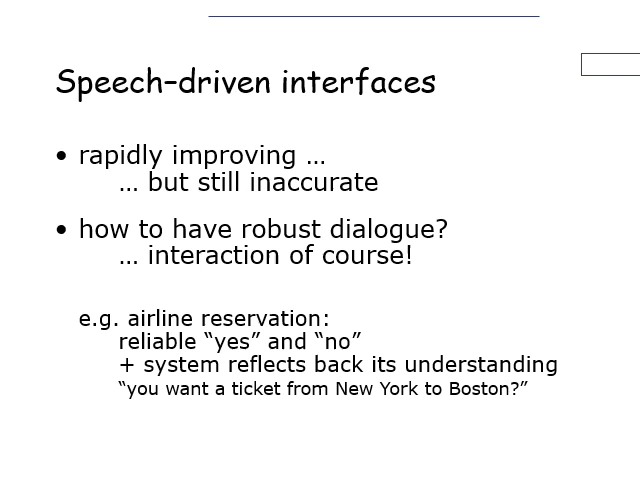 Speech–driven interfaces
• rapidly improving …
… but still inaccurate
• how to have robust dialogue?
… interaction of course!
e.g. airline reservation:
reliable “yes” and “no”
+ system reflects back its understanding
“you want a ticket from New York to Boston?”